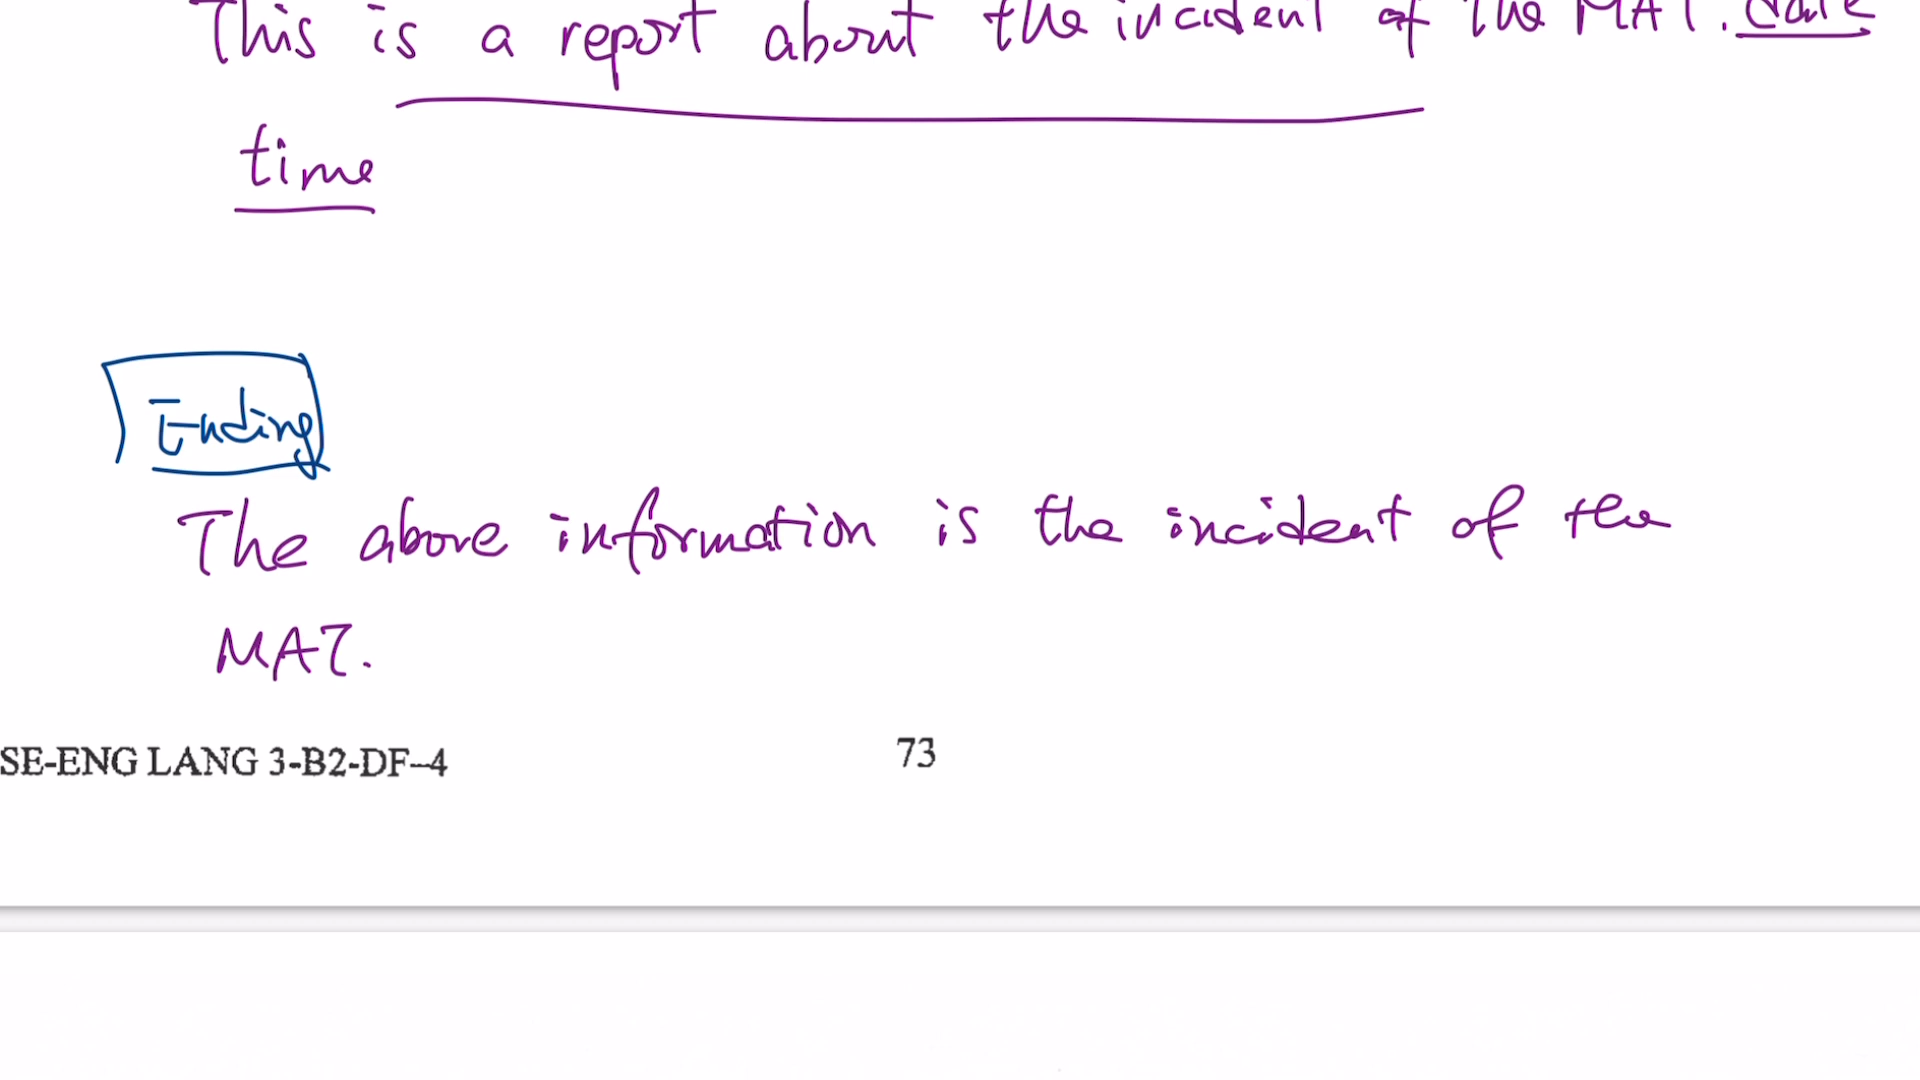 This is a report about the incident of the MAT. date
time
Ending
The above information is the incident of the
MAT.
SE-ENG LANG 3-B2-DF-4
73